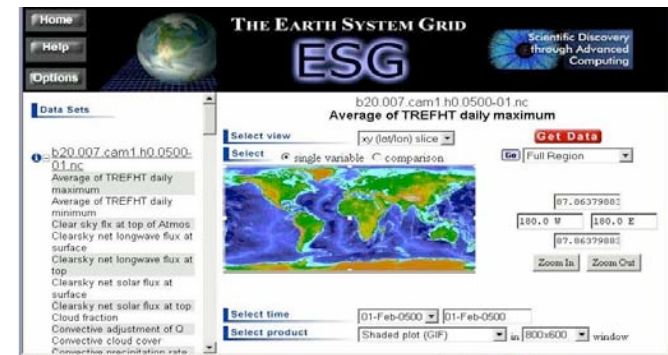 Home
Help
Options
THE EARTH SYSTEM GRID
ESG
Scientific Discovery
through Advanced
Computing
Data Sets
b20.007.cam1.h0.0500-
01.nc
Average of TREFHT daily
maximum
Average of TREFHT daily
minimum
Clear sky flx at top of Atmos
Clearsky net longwave flux at
surface
Clearsky net longwave flux at
top
Clearsky net solar flux at
surface
Clearsky net solar flux at top
Cloud fraction
Convective adjustment of Q
Convective cloud cover
Convective precipitation rate
b20.007.cam1.h0.0500-01.nc
Average of TREFHT daily maximum
Select view
xy (lat/lon) slice
Get Data
Select
single variable
comparison
Go
Full Region
87.86379883
180.0 W
180.0 E
87.86379883
Zoom In
Zoom Out
Select time
01-Feb-0500
01-Feb-0500
Select product
Shaded plot (GIF)
in
800x600
window